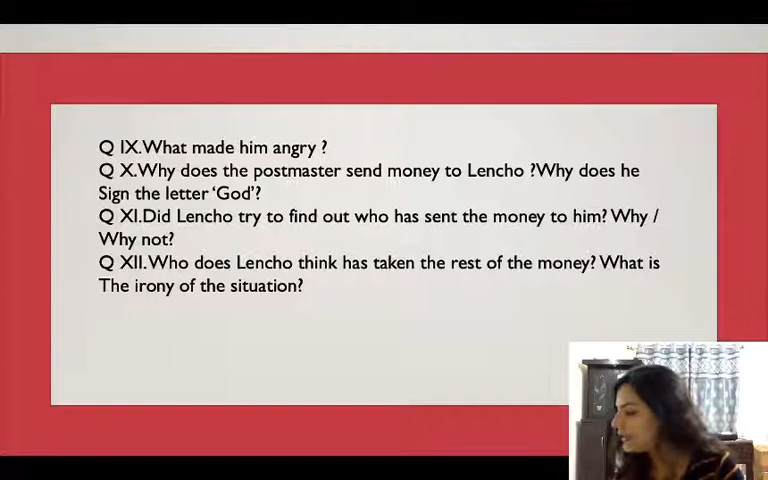 Q IX.What made him angry ?
Q X.Why does the postmaster send money to Lencho ?Why does he
Sign the letter ‘God’?
Q XI.Did Lencho try to find out who has sent the money to him? Why /
Why not?
Q XII.Who does Lencho think has taken the rest of the money? What is
The irony of the situation?